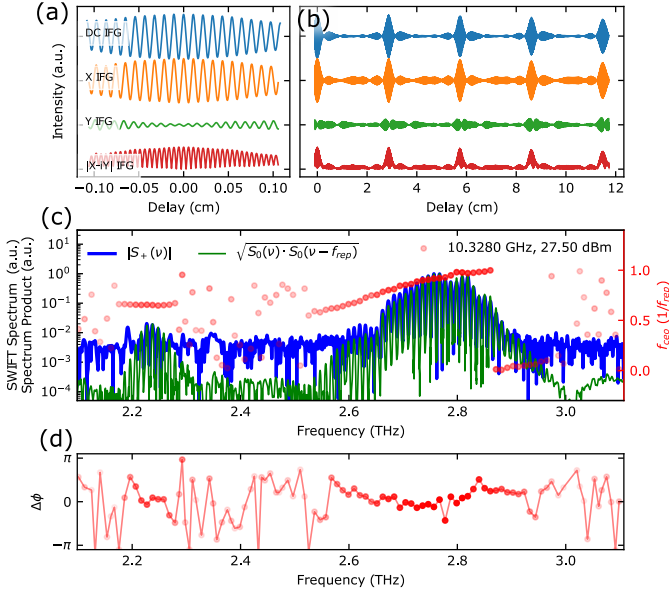 (a)
(b)
DC IFG
X IFG
Y IFG
|X-iY| IFG
Intensity (a.u.)
−0.10 −0.05 0.00 0.05 0.10
Delay (cm)
0 2 4 6 8 10 12
Delay (cm)
(c)
|S₊(ν)|
√S₀(ν) · S₀(ν − f_rep)
10.3280 GHz, 27.50 dBm
SWIFT Spectrum (a.u.)
Spectrum Product (a.u.)
10¹
10⁰
10⁻¹
10⁻²
10⁻³
10⁻⁴
1.0
0.5
0.0
f_ceo (1/f_rep)
2.2 2.4 2.6 2.8 3.0
Frequency (THz)
(d)
π
0
−π
Δϕ
2.2 2.4 2.6 2.8 3.0
Frequency (THz)